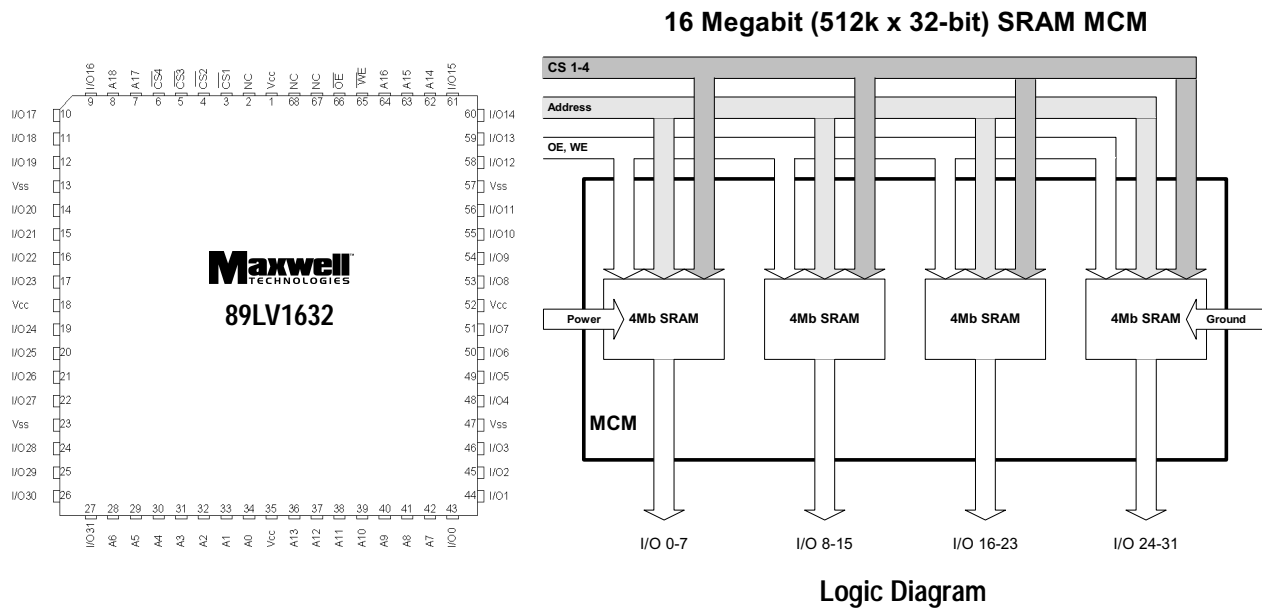 16 Megabit (512k x 32-bit) SRAM MCM
I/O16 A18 A17 CS4 CS3 CS2 CS1 NC Vcc NC NC OE WE A16 A15 A14 I/O15
9 8 7 6 5 4 3 2 1 68 67 66 65 64 63 62 61
I/O17 10 60 I/O14
I/O18 11 59 I/O13
I/O19 12 58 I/O12
Vss 13 57 Vss
I/O20 14 56 I/O11
I/O21 15 55 I/O10
I/O22 16 54 I/O9
I/O23 17 53 I/O8
Vcc 18 52 Vcc
I/O24 19 51 I/O7
I/O25 20 50 I/O6
I/O26 21 49 I/O5
I/O27 22 48 I/O4
Vss 23 47 Vss
I/O28 24 46 I/O3
I/O29 25 45 I/O2
I/O30 26 44 I/O1
27 28 29 30 31 32 33 34 35 36 37 38 39 40 41 42 43
I/O31 A6 A5 A4 A3 A2 A1 A0 Vcc A13 A12 A11 A10 A9 A8 A7 I/O0
Maxwell
TECHNOLOGIES
89LV1632
CS 1-4
Address
OE, WE
Power 4Mb SRAM 4Mb SRAM 4Mb SRAM 4Mb SRAM Ground
MCM
I/O 0-7 I/O 8-15 I/O 16-23 I/O 24-31
Logic Diagram